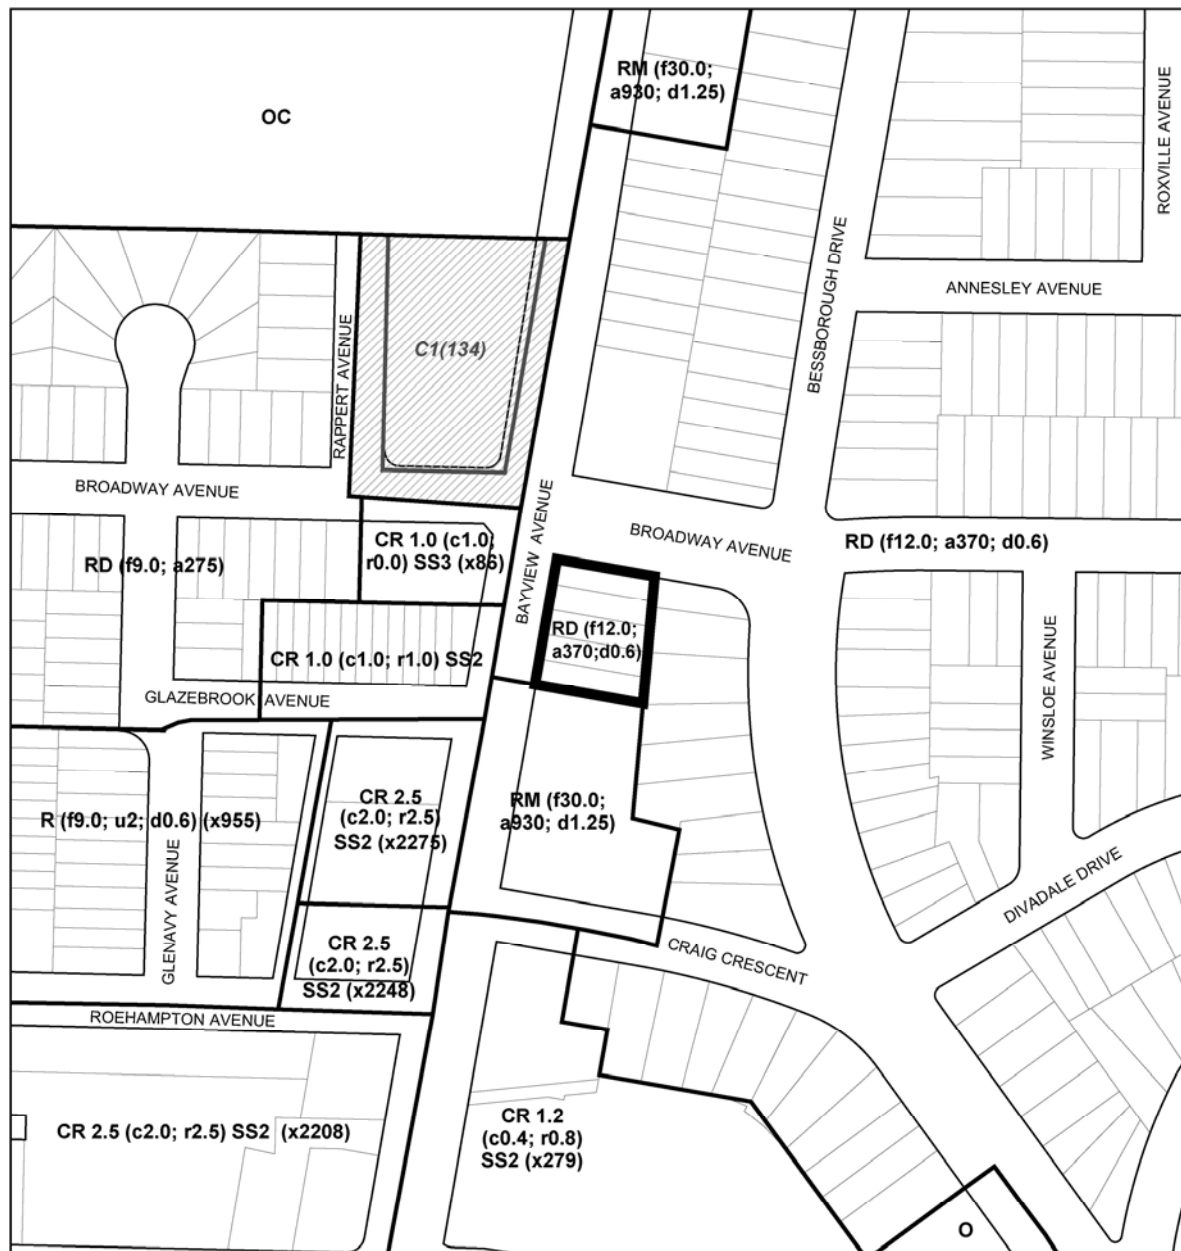 RM (f30.0;
a930; d1.25)
OC
ROXVILLE AVENUE
BESSBOROUGH DRIVE
ANNESLEY AVENUE
C1(134)
RAPPERT AVENUE
BROADWAY AVENUE
BAYVIEW AVENUE
BROADWAY AVENUE
RD (f12.0; a370; d0.6)
CR 1.0 (c1.0;
r0.0) SS3 (x86)
RD (f9.0; a275)
RD (f12.0;
a370;d0.6)
CR 1.0 (c1.0; r1.0) SS2
GLAZEBROOK AVENUE
WINSLOE AVENUE
CR 2.5
(c2.0; r2.5)
SS2 (x2275)
RM (f30.0;
a930; d1.25)
R (f9.0; u2; d0.6) (x955)
GLENAVY AVENUE
DIVADALE DRIVE
CR 2.5
(c2.0; r2.5)
SS2 (x2248)
CRAIG CRESCENT
ROEHAMPTON AVENUE
CR 2.5 (c2.0; r2.5) SS2 (x2208)
CR 1.2
(c0.4; r0.8)
SS2 (x279)
O